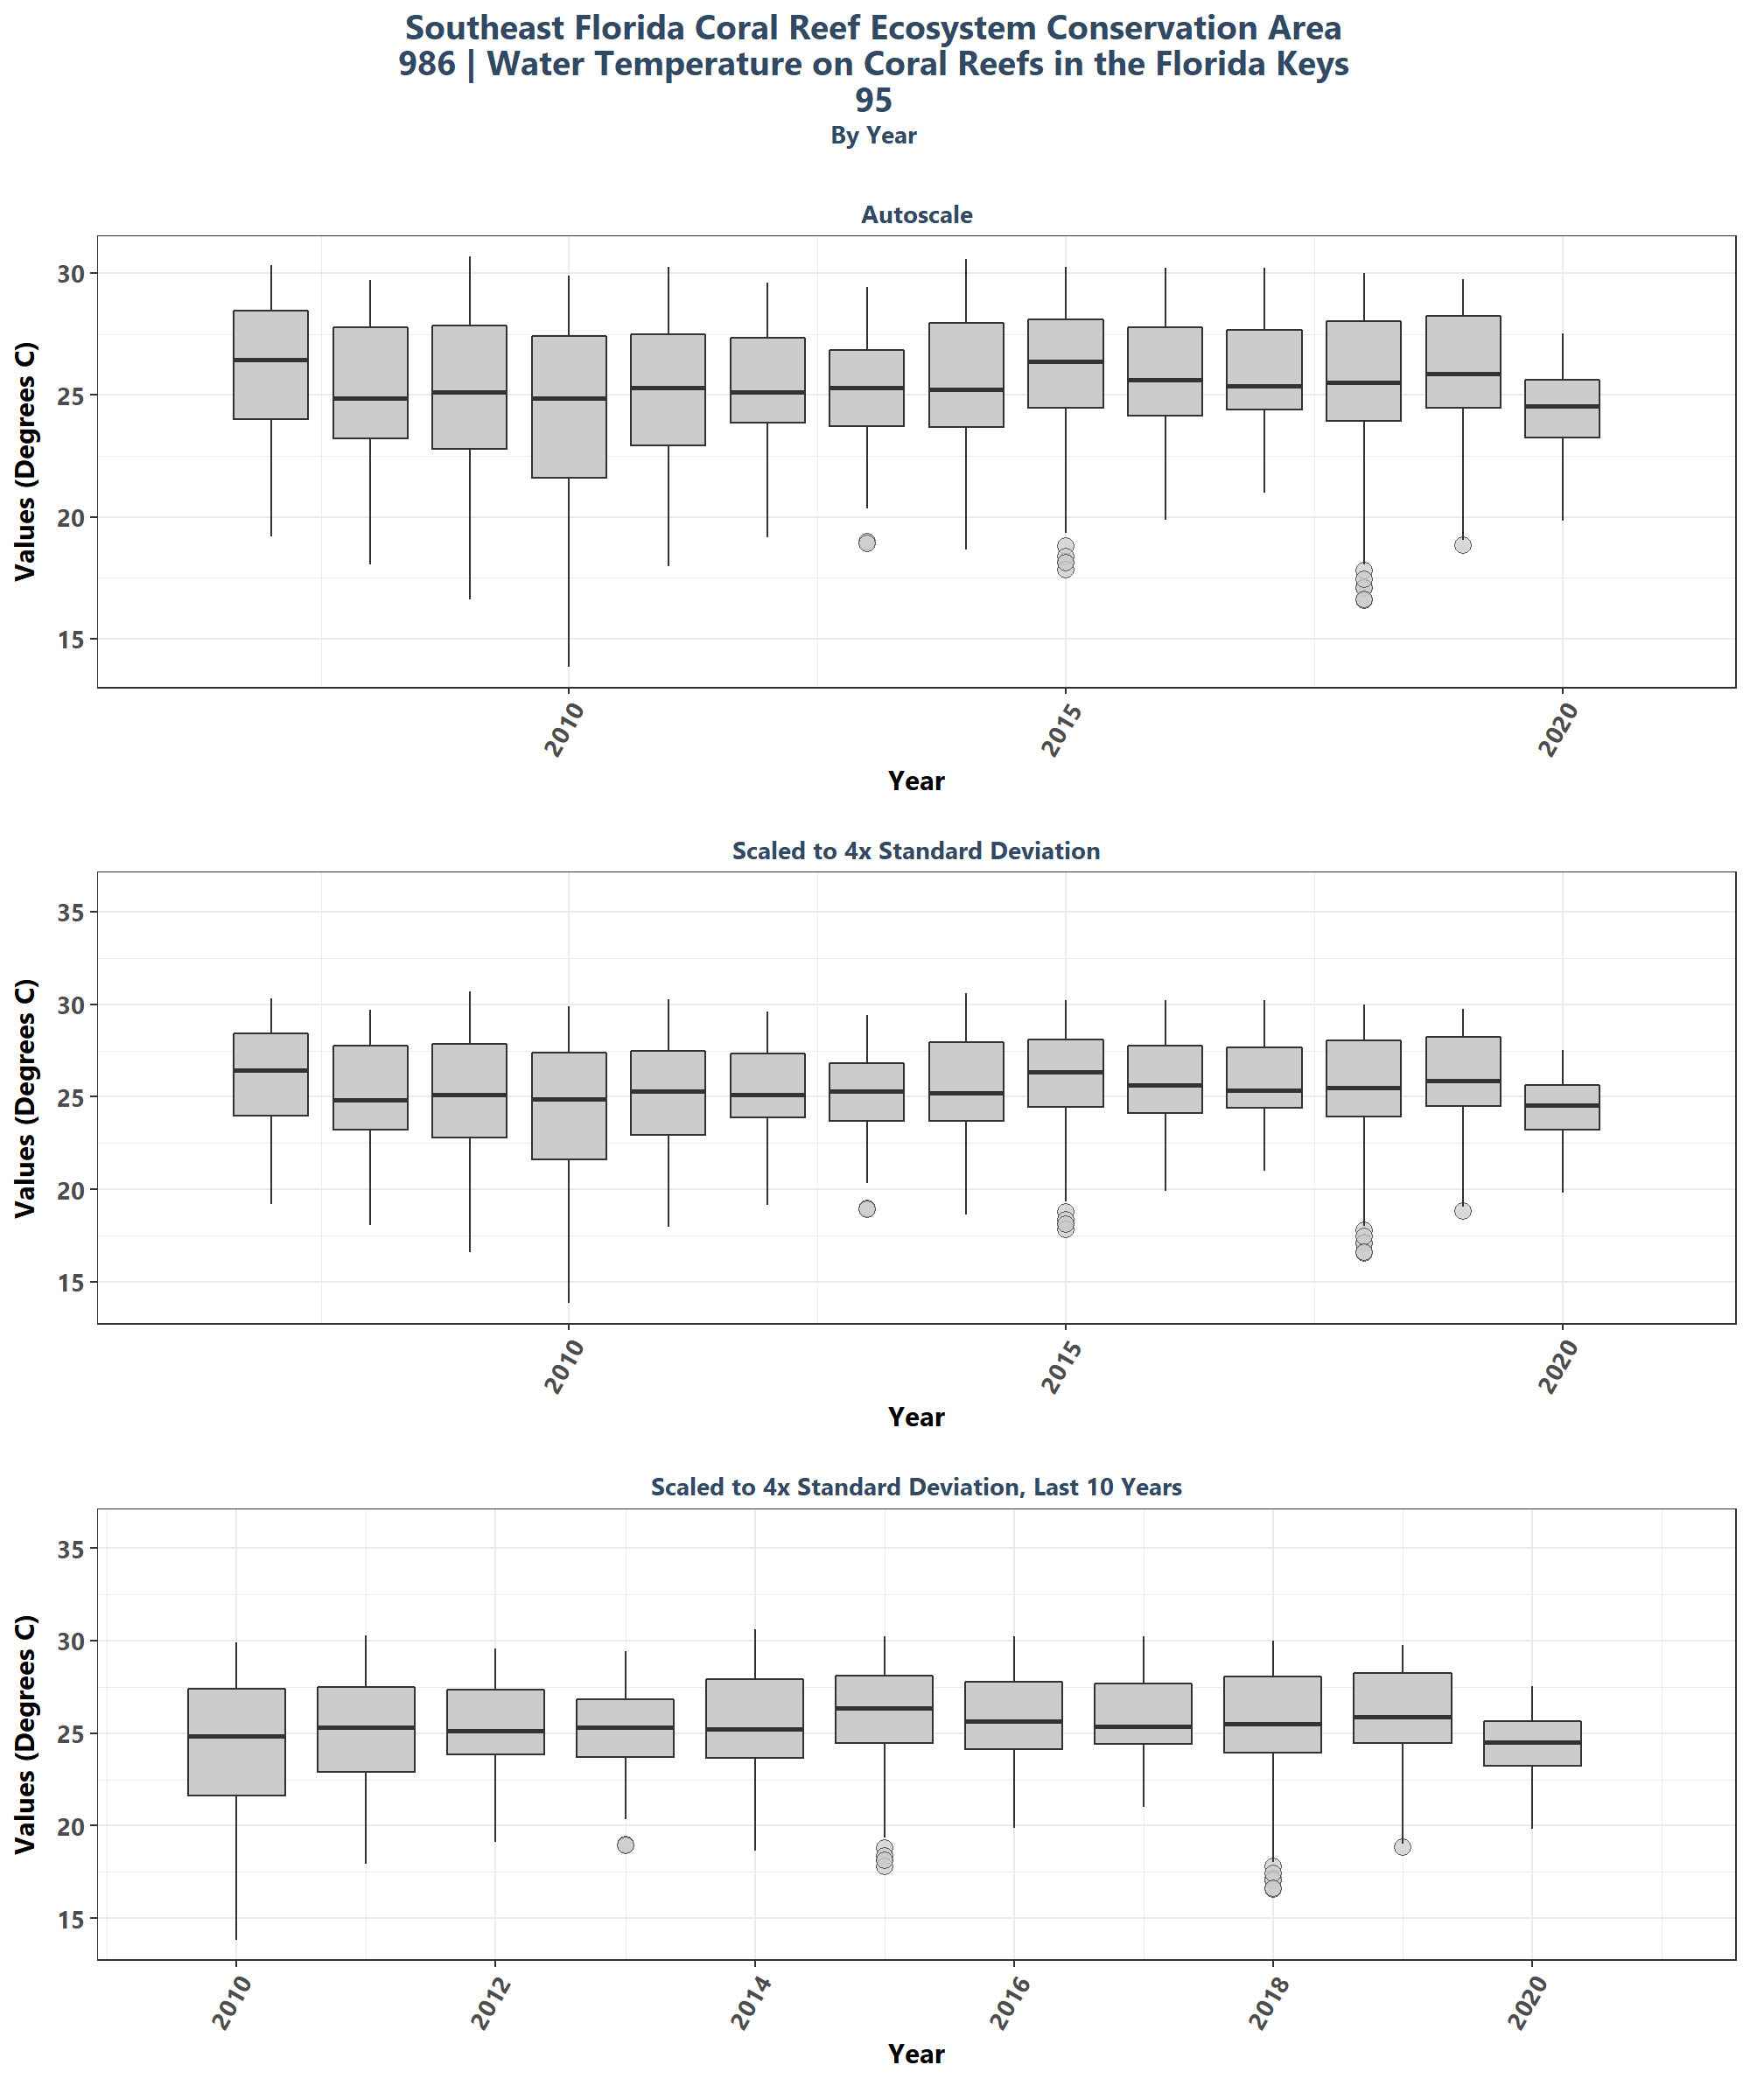 Southeast Florida Coral Reef Ecosystem Conservation Area
986 | Water Temperature on Coral Reefs in the Florida Keys
95
By Year
Autoscale
Values (Degrees C)
30
25
20
15
2010
2015
2020
Year
Scaled to 4x Standard Deviation
Values (Degrees C)
35
30
25
20
15
2010
2015
2020
Year
Scaled to 4x Standard Deviation, Last 10 Years
Values (Degrees C)
35
30
25
20
15
2010
2012
2014
2016
2018
2020
Year